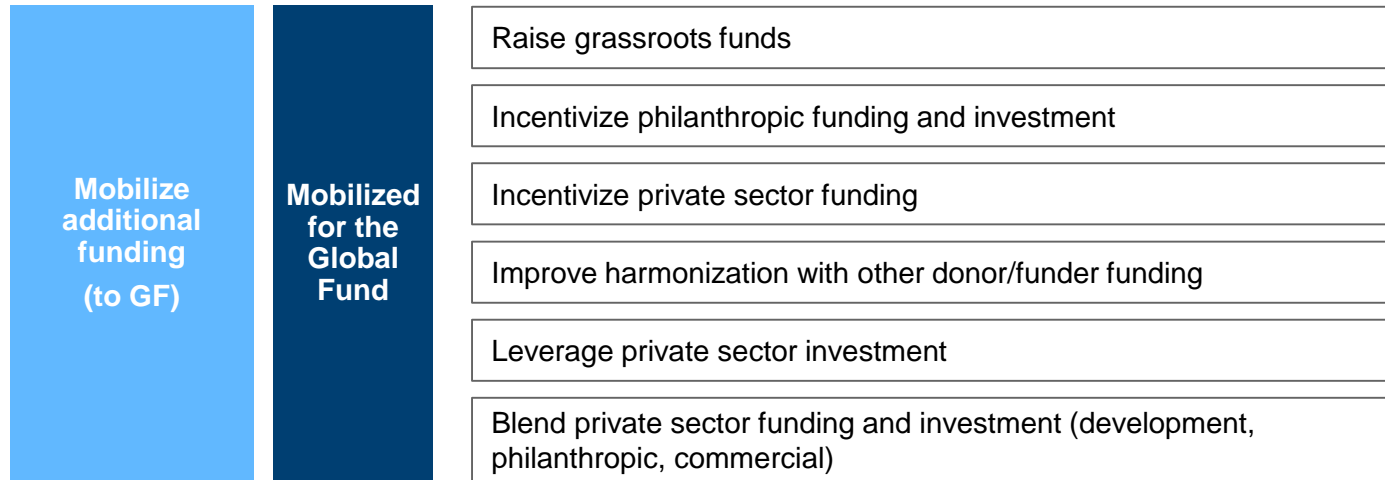 Mobilize
additional
funding
(to GF)
Mobilized
for the
Global
Fund
Raise grassroots funds
Incentivize philanthropic funding and investment
Incentivize private sector funding
Improve harmonization with other donor/funder funding
Leverage private sector investment
Blend private sector funding and investment (development,
philanthropic, commercial)